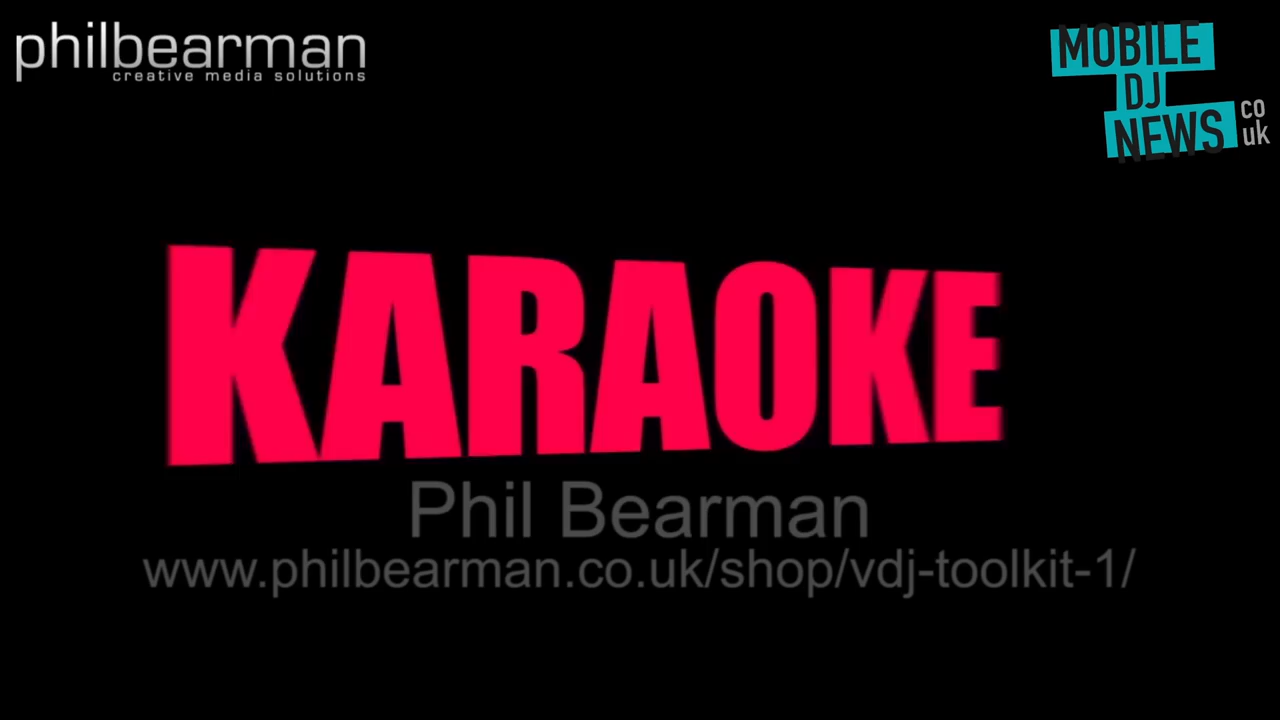 philbearman
creative media solutions
MOBILE
DJ
NEWS
co
uk
KARAOKE
Phil Bearman
www.philbearman.co.uk/shop/vdj-toolkit-1/